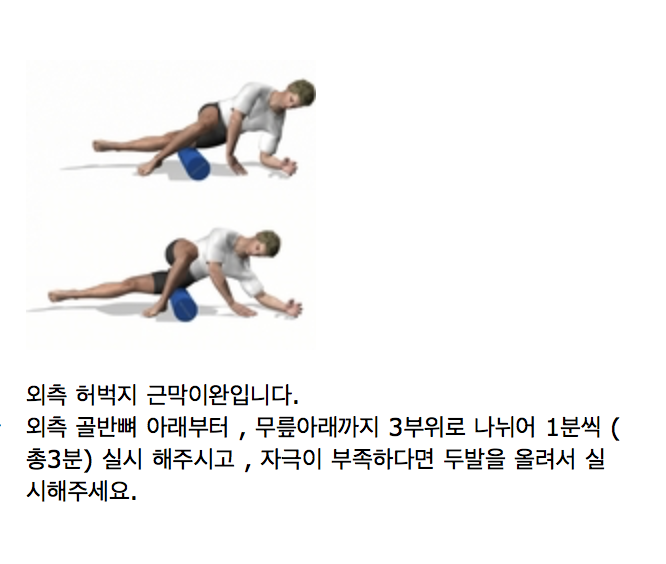 외측 허벅지 근막이완입니다.
외측 골반뼈 아래부터 , 무릎아래까지 3부위로 나뉘어 1분씩 (
총3분) 실시 해주시고 , 자극이 부족하다면 두발을 올려서 실
시해주세요.